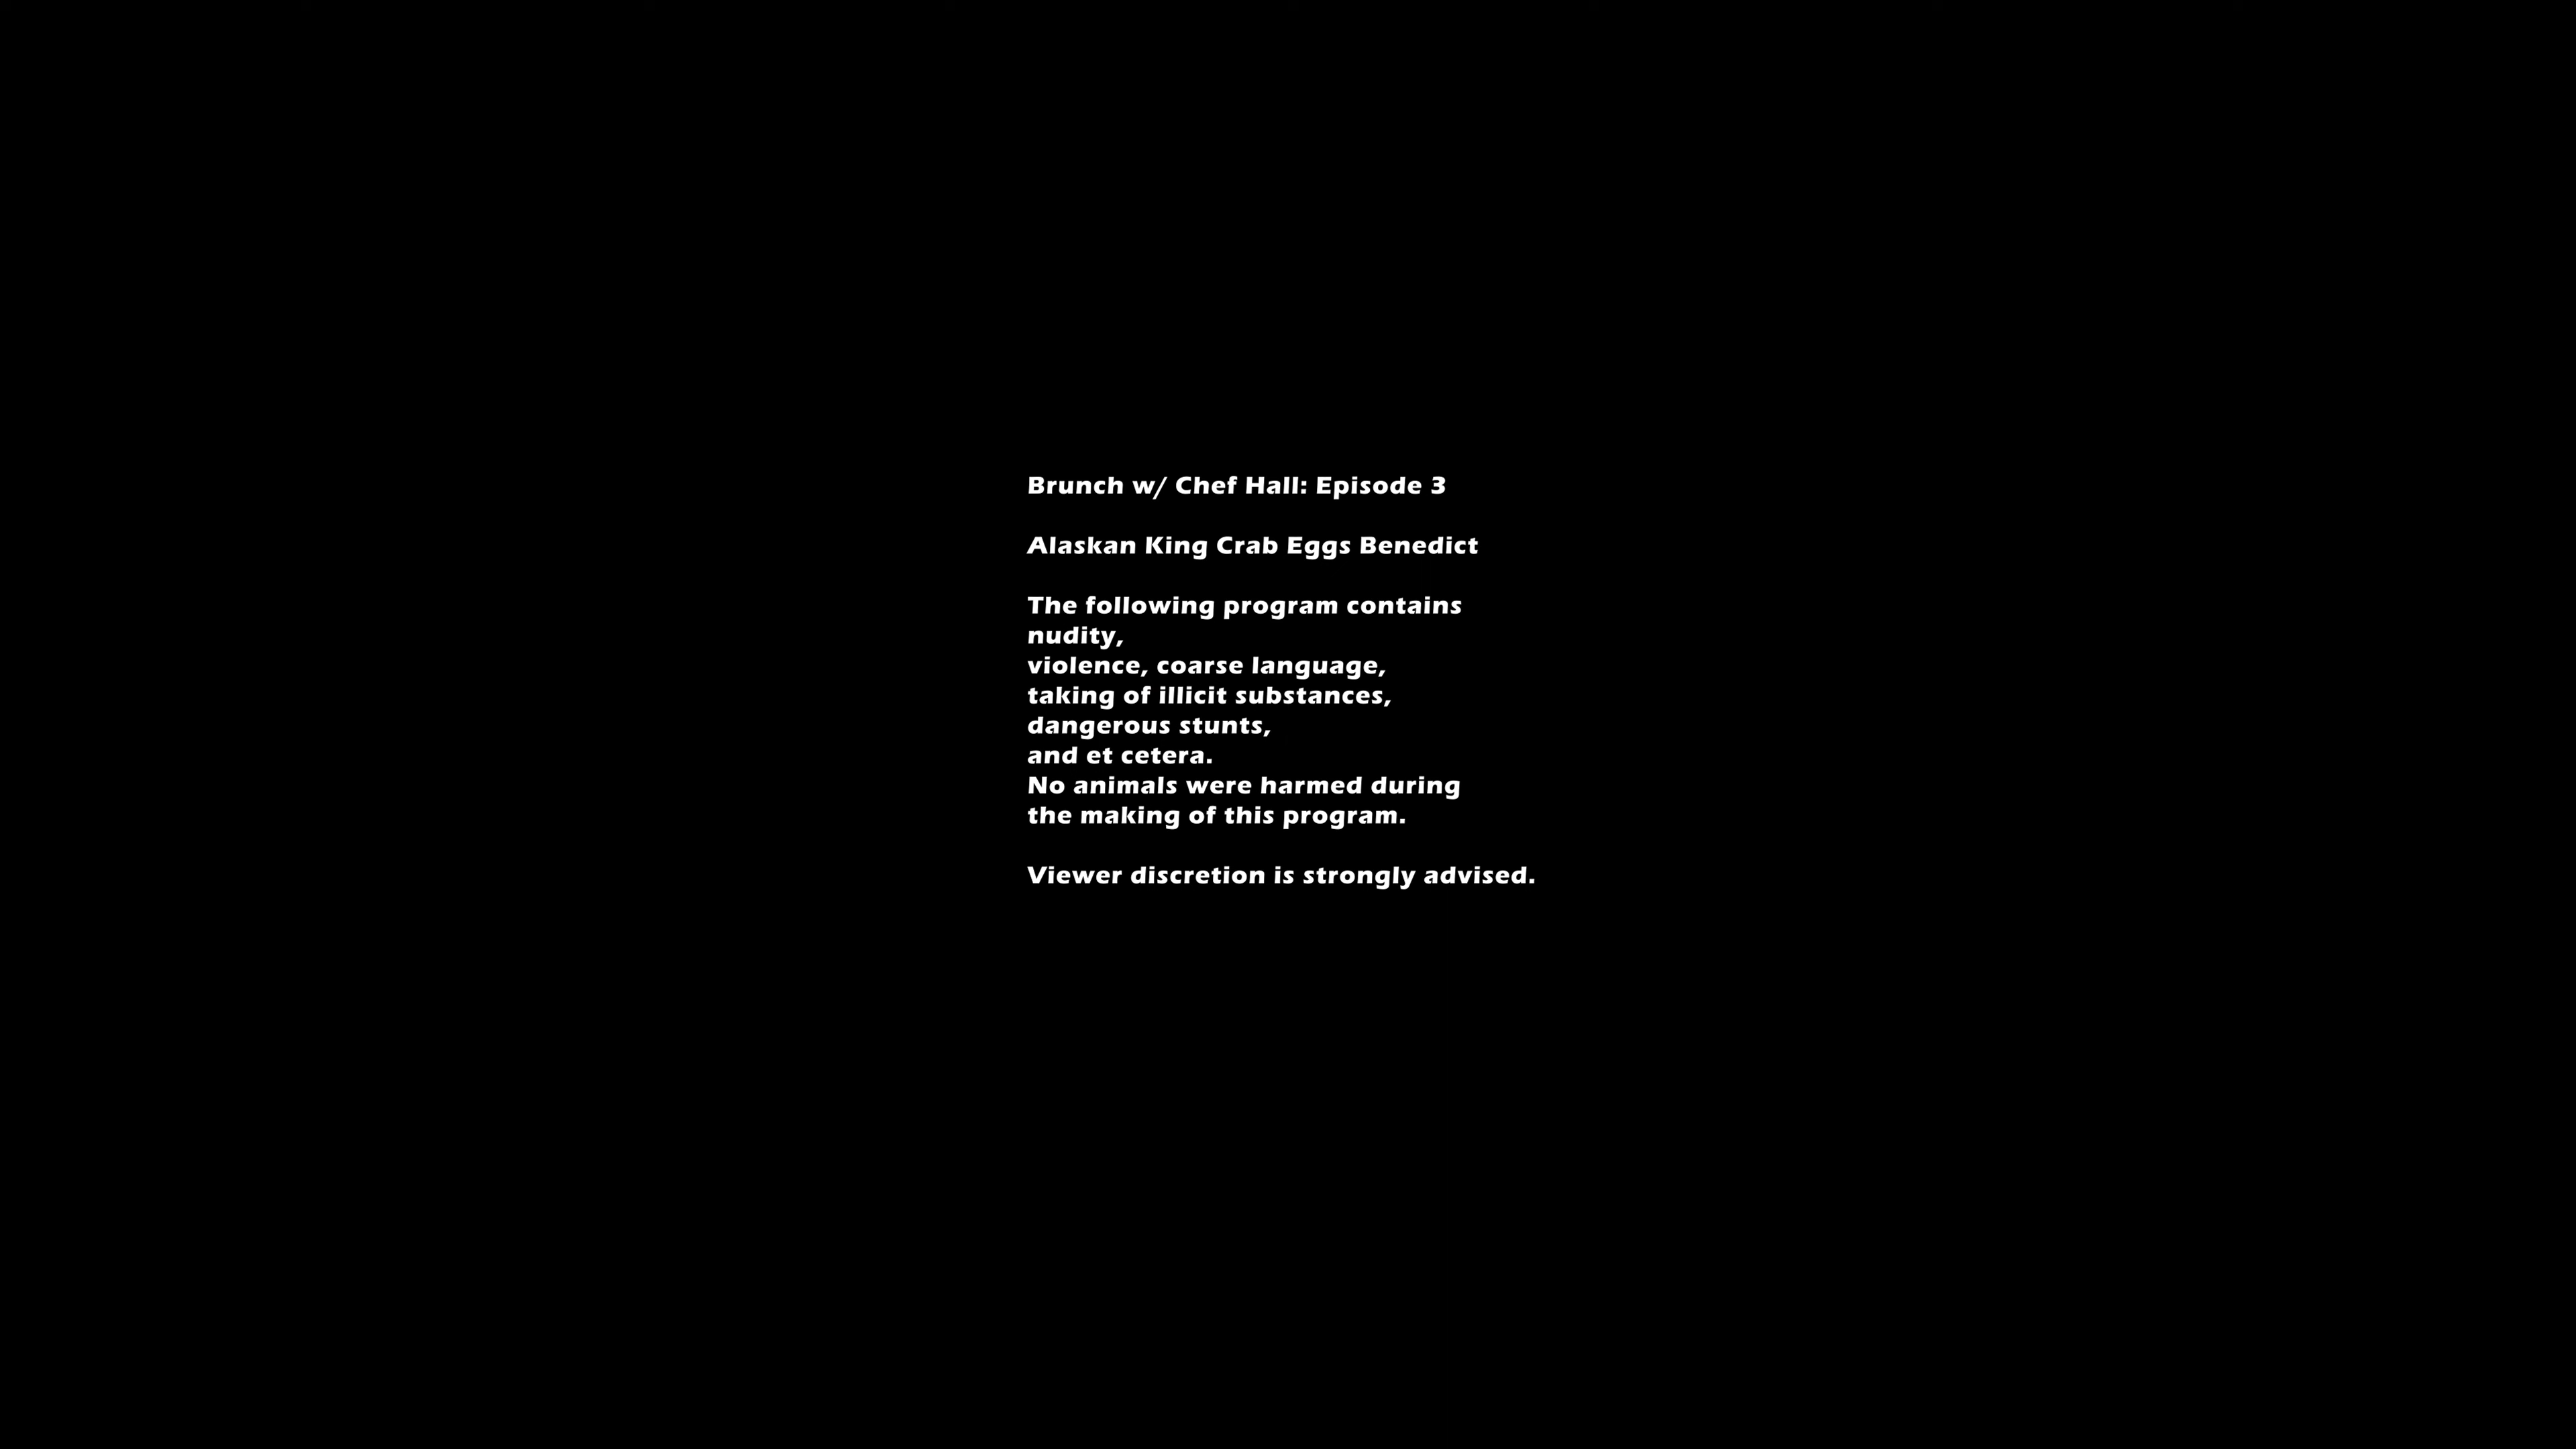 Brunch w/ Chef Hall: Episode 3
Alaskan King Crab Eggs Benedict
The following program contains
nudity,
violence, coarse language,
taking of illicit substances,
dangerous stunts,
and et cetera.
No animals were harmed during
the making of this program.
Viewer discretion is strongly advised.